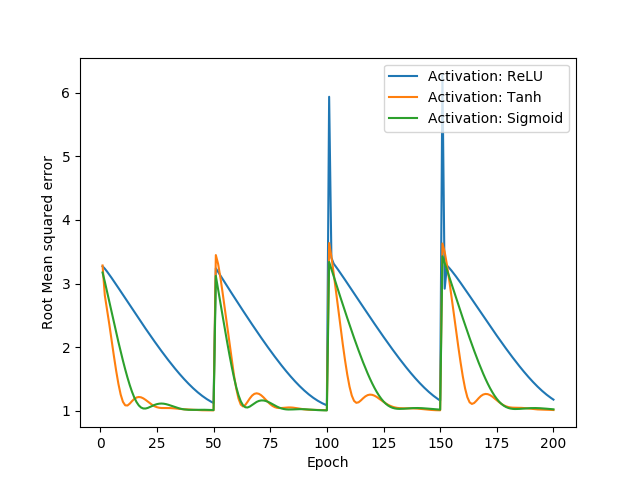 Activation: ReLU
Activation: Tanh
Activation: Sigmoid
Root Mean squared error
6
5
4
3
2
1
0 25 50 75 100 125 150 175 200
Epoch